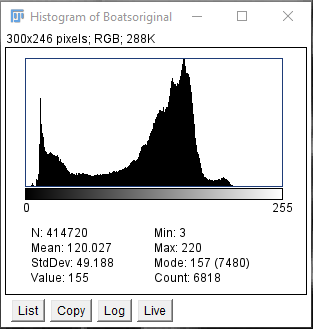 Histogram of Boatsoriginal
300x246 pixels; RGB; 288K
0 255
N: 414720 Min: 3
Mean: 120.027 Max: 220
StdDev: 49.188 Mode: 157 (7480)
Value: 155 Count: 6818
List Copy Log Live